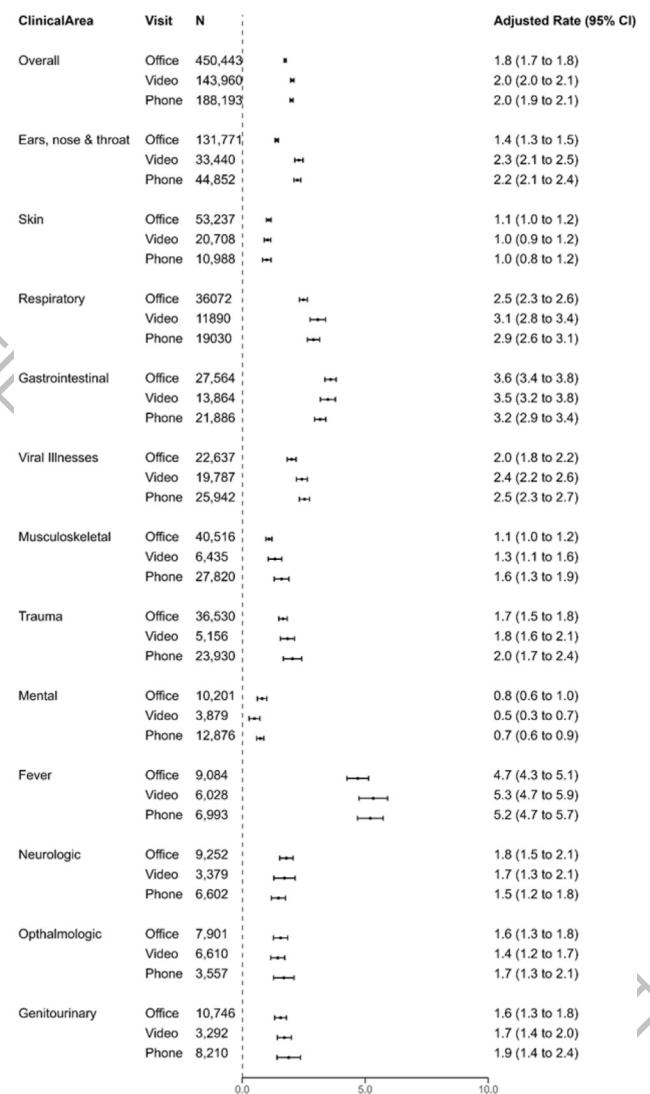 ClinicalArea Visit N Adjusted Rate (95% CI)
Overall Office 450,443 1.8 (1.7 to 1.8)
Video 143,960 2.0 (2.0 to 2.1)
Phone 188,193 2.0 (1.9 to 2.1)
Ears, nose & throat Office 131,771 1.4 (1.3 to 1.5)
Video 33,440 2.3 (2.1 to 2.5)
Phone 44,852 2.2 (2.1 to 2.4)
Skin Office 53,237 1.1 (1.0 to 1.2)
Video 20,708 1.0 (0.9 to 1.2)
Phone 10,988 1.0 (0.8 to 1.2)
Respiratory Office 36072 2.5 (2.3 to 2.6)
Video 11890 3.1 (2.8 to 3.4)
Phone 19030 2.9 (2.6 to 3.1)
Gastrointestinal Office 27,564 3.6 (3.4 to 3.8)
Video 13,864 3.5 (3.2 to 3.8)
Phone 21,886 3.2 (2.9 to 3.4)
Viral Illnesses Office 22,637 2.0 (1.8 to 2.2)
Video 19,787 2.4 (2.2 to 2.6)
Phone 25,942 2.5 (2.3 to 2.7)
Musculoskeletal Office 40,516 1.1 (1.0 to 1.2)
Video 6,435 1.3 (1.1 to 1.6)
Phone 27,820 1.6 (1.3 to 1.9)
Trauma Office 36,530 1.7 (1.5 to 1.8)
Video 5,156 1.8 (1.6 to 2.1)
Phone 23,930 2.0 (1.7 to 2.4)
Mental Office 10,201 0.8 (0.6 to 1.0)
Video 3,879 0.5 (0.3 to 0.7)
Phone 12,876 0.7 (0.6 to 0.9)
Fever Office 9,084 4.7 (4.3 to 5.1)
Video 6,028 5.3 (4.7 to 5.9)
Phone 6,993 5.2 (4.7 to 5.7)
Neurologic Office 9,252 1.8 (1.5 to 2.1)
Video 3,379 1.7 (1.3 to 2.1)
Phone 6,602 1.5 (1.2 to 1.8)
Opthalmologic Office 7,901 1.6 (1.3 to 1.8)
Video 6,610 1.4 (1.2 to 1.7)
Phone 3,557 1.7 (1.3 to 2.1)
Genitourinary Office 10,746 1.6 (1.3 to 1.8)
Video 3,292 1.7 (1.4 to 2.0)
Phone 8,210 1.9 (1.4 to 2.4)
0.0 5.0 10.0